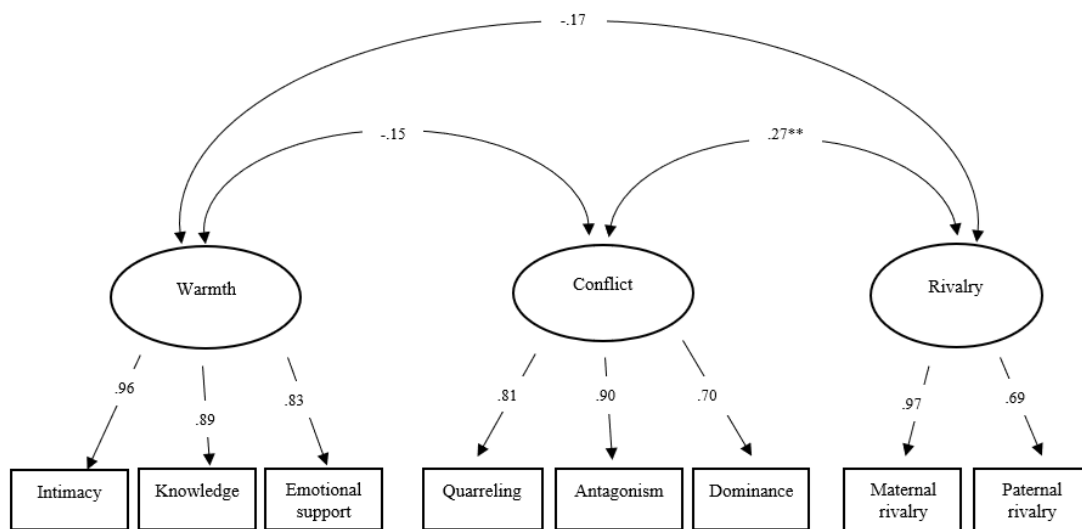 -.17
-.15
.27**
Warmth
Conflict
Rivalry
.96
.89
.83
.81
.90
.70
.97
.69
Intimacy
Knowledge
Emotional
support
Quarreling
Antagonism
Dominance
Maternal
rivalry
Paternal
rivalry